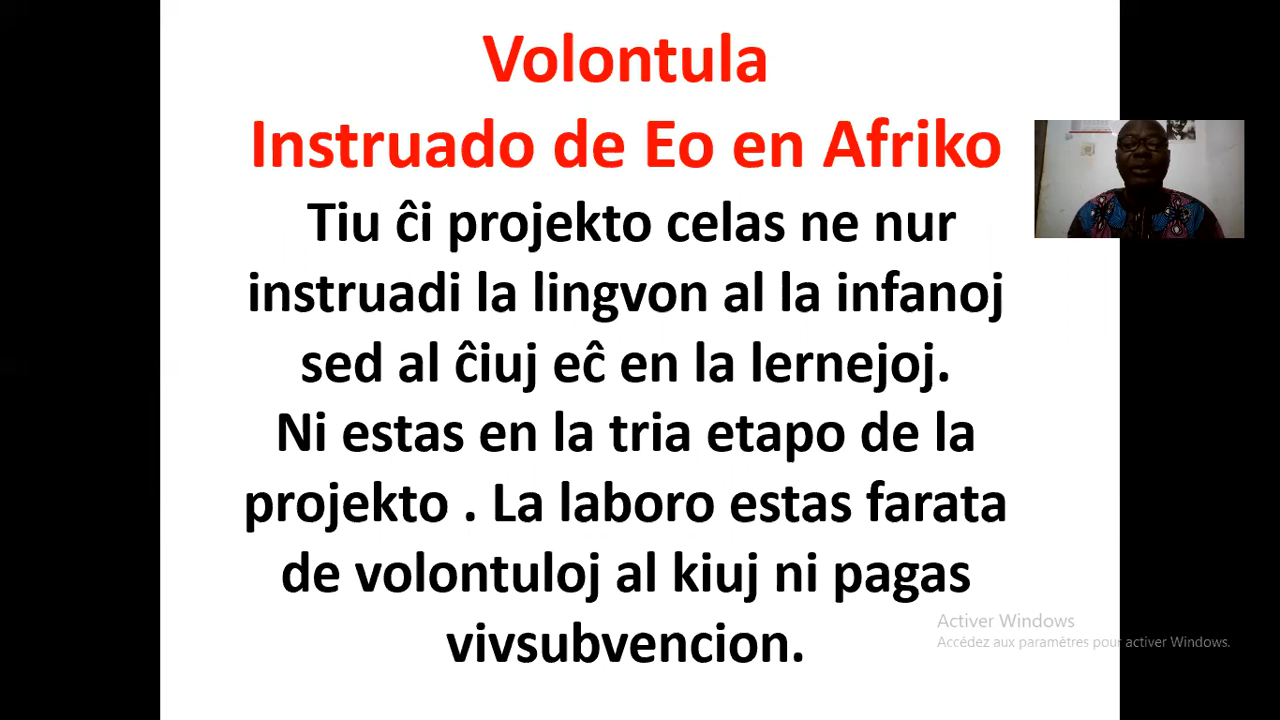 Volontula
Instruado de Eo en Afriko
Tiu ĉi projekto celas ne nur
instruadi la lingvon al la infanoj
sed al ĉiuj eĉ en la lernejoj.
Ni estas en la tria etapo de la
projekto . La laboro estas farata
de volontuloj al kiuj ni pagas
vivsubvencion.
Activer Windows
Accédez aux paramètres pour activer Windows.